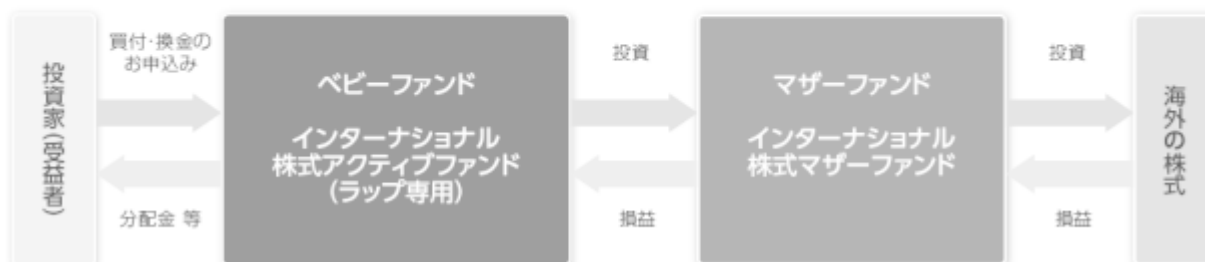 投資家(受益者)
買付・換金の
お申込み
分配金 等
ベビーファンド
インターナショナル
株式アクティブファンド
(ラップ専用)
投資
損益
マザーファンド
インターナショナル
株式マザーファンド
投資
損益
海外の株式